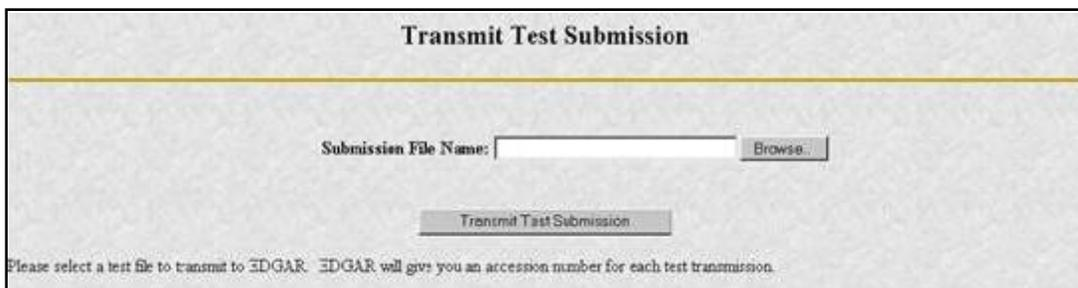 Transmit Test Submission
Submission File Name: Browse..
Transmit Test Submission
Please select a test file to transmit to EDGAR. EDGAR will give you an accession number for each test transmission.